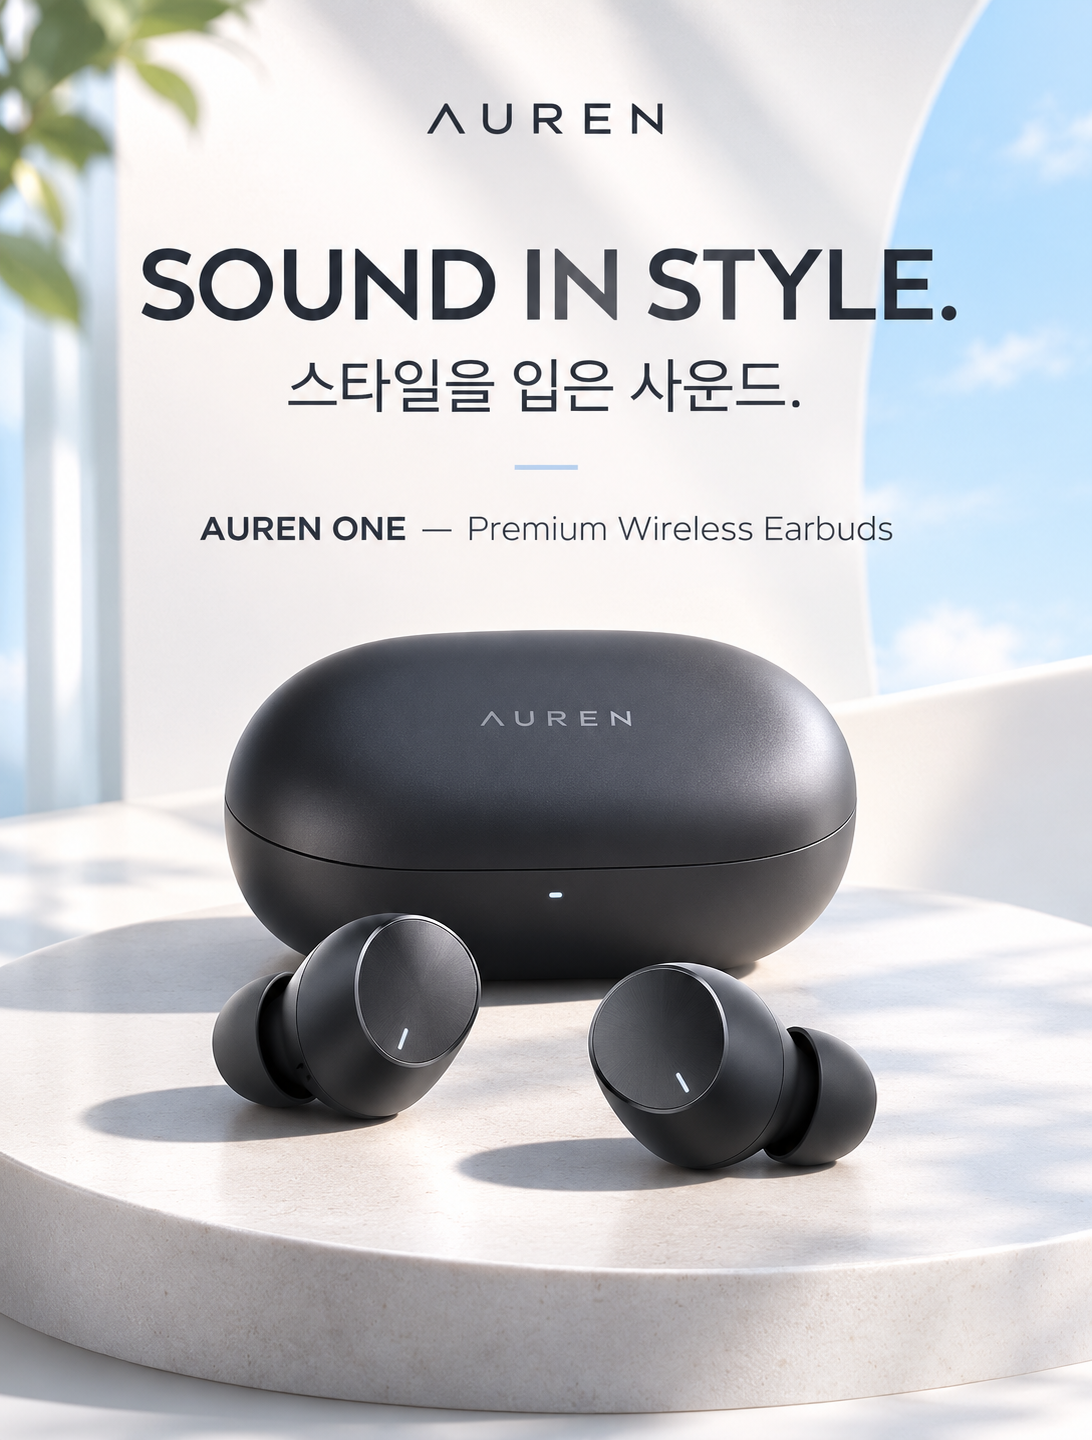 AUREN
SOUND IN STYLE.
스타일을 입은 사운드.
AUREN ONE — Premium Wireless Earbuds
AUREN